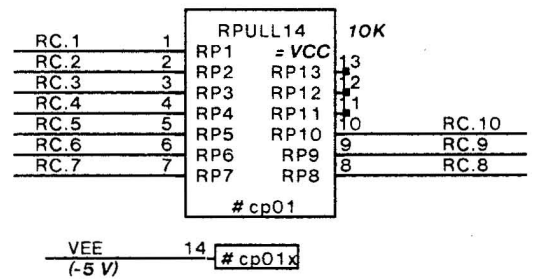 RPULL14 10K
RC.1 1 RP1 = VCC 13
RC.2 2 RP2 RP13 12
RC.3 3 RP3 RP12 11
RC.4 4 RP4 RP11 10
RC.5 5 RP5 RP10 RC.10
RC.6 6 RP6 RP9 9 RC.9
RC.7 7 RP7 RP8 8 RC.8
#cp01
VEE 14 #cp01x
(-5 V)